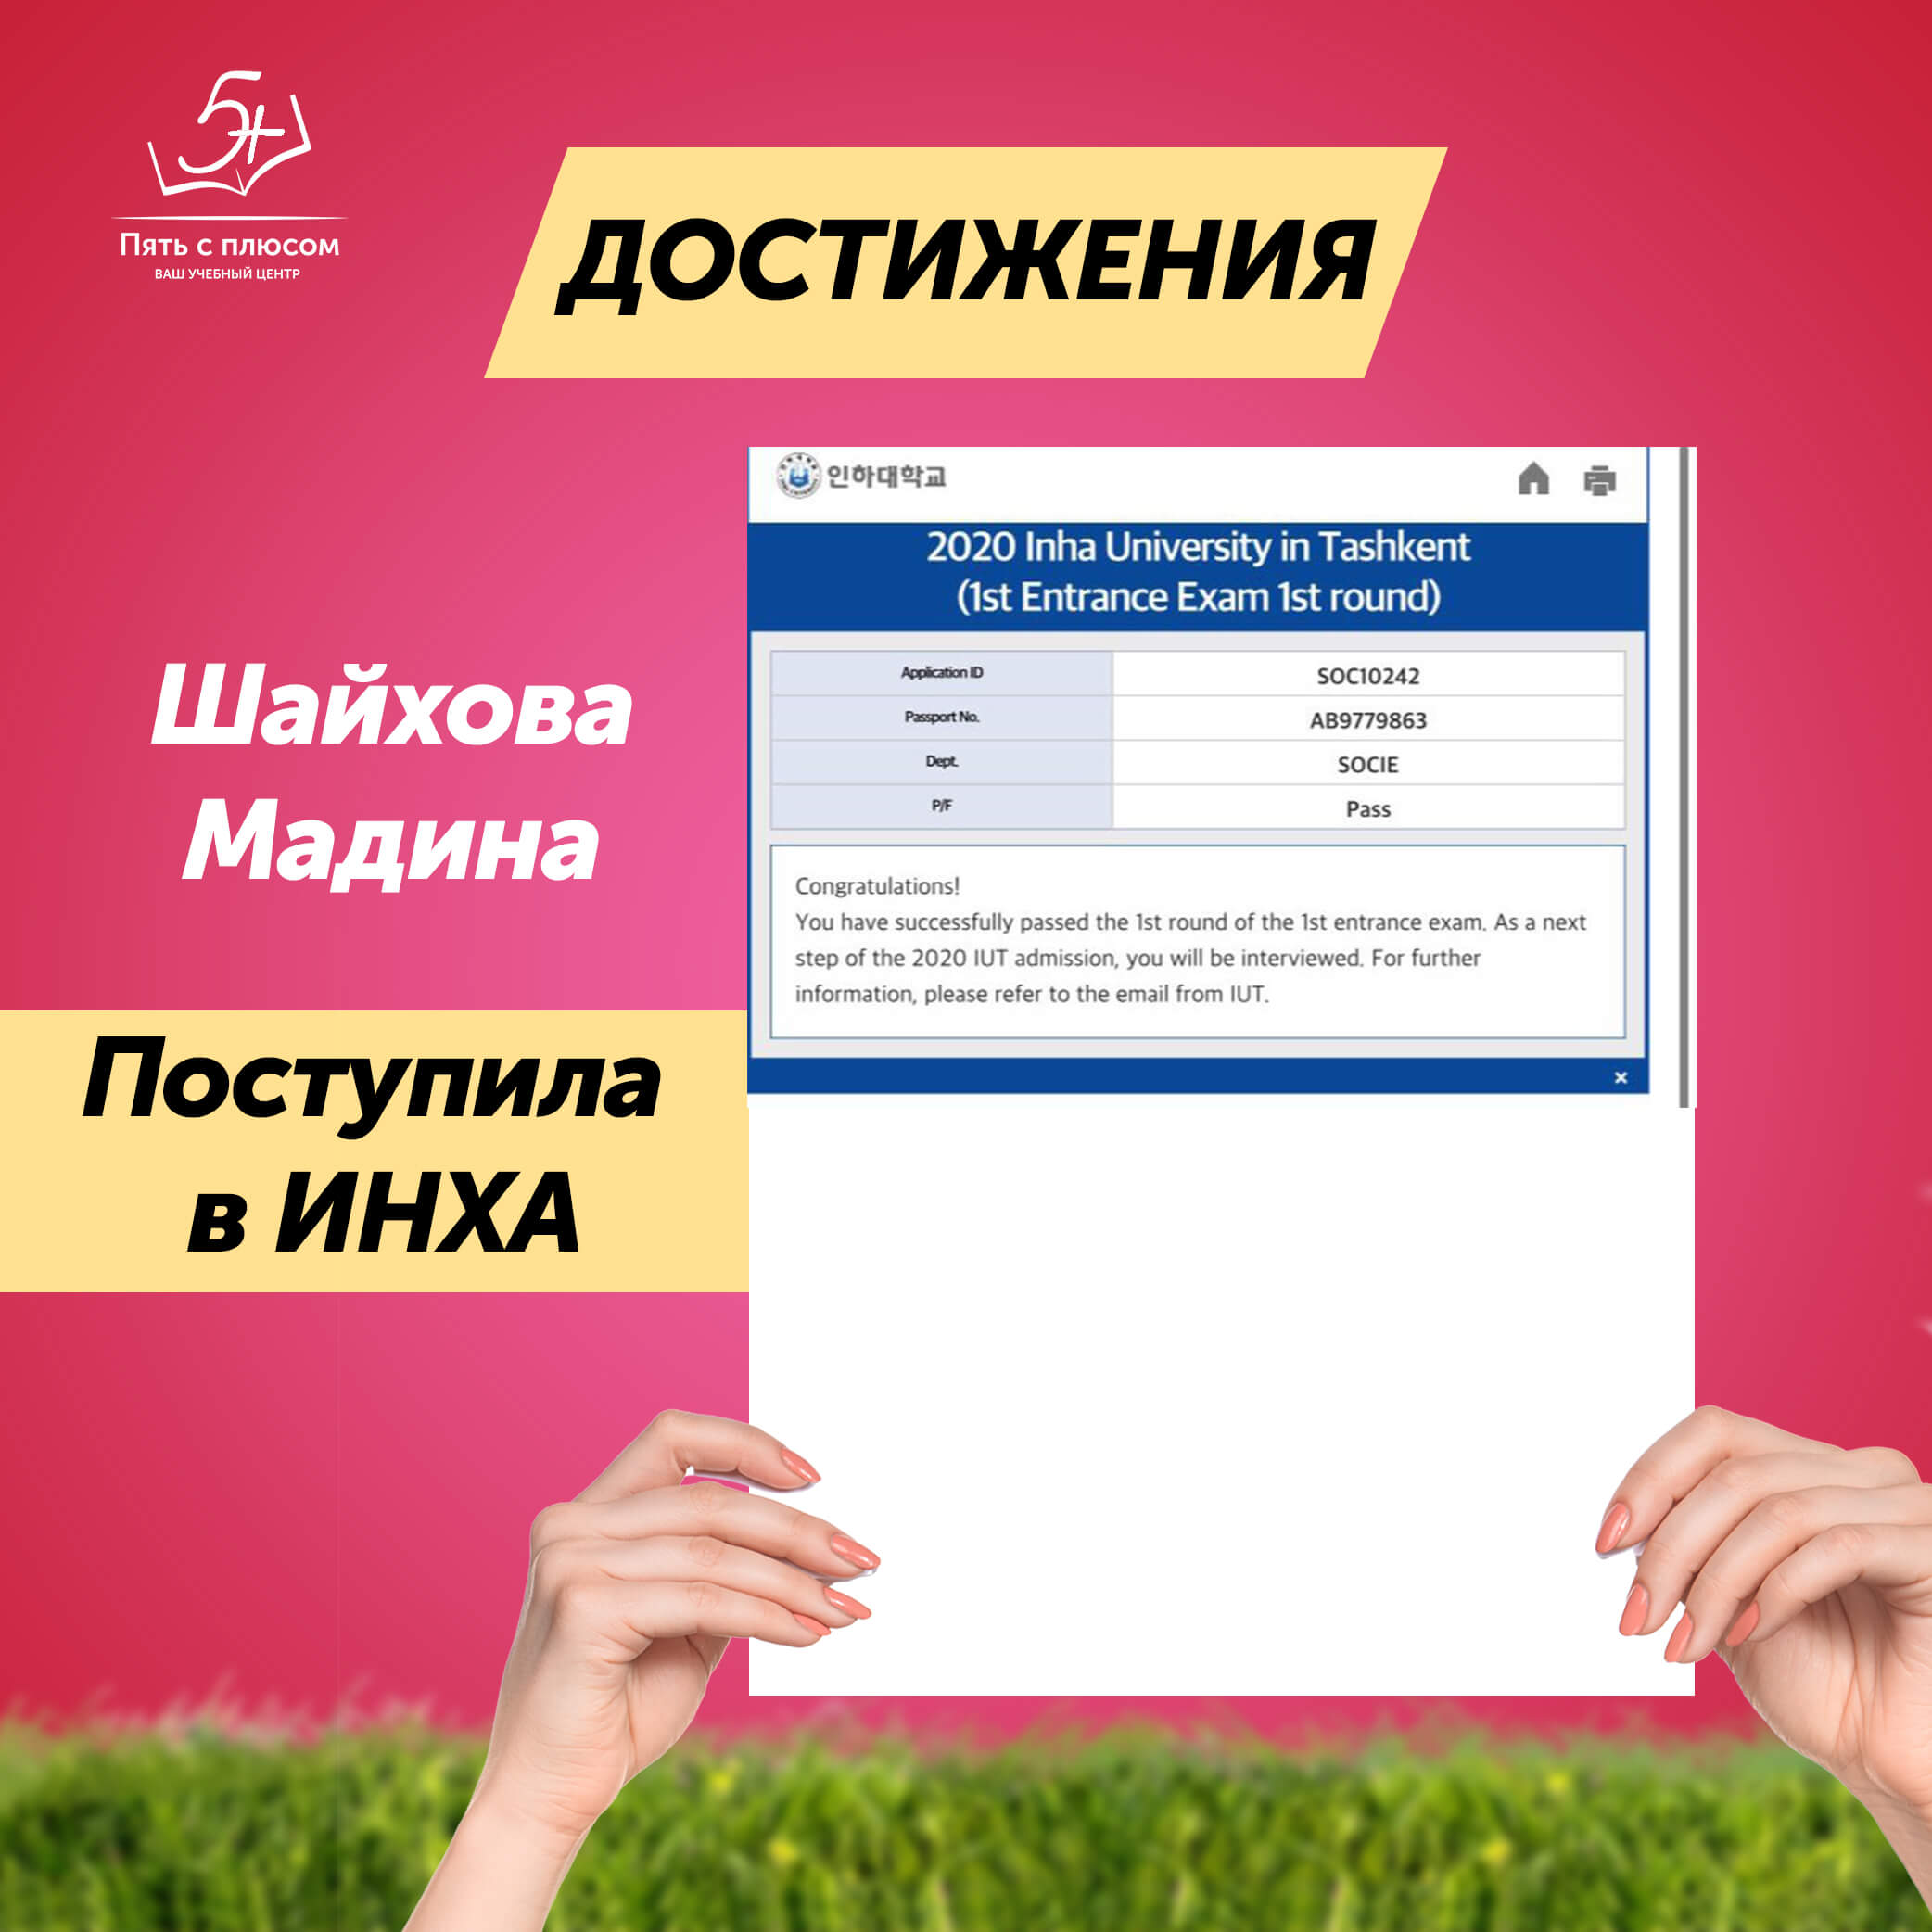 5+
Пять с плюсом
ВАШ УЧЕБНЫЙ ЦЕНТР
ДОСТИЖЕНИЯ
Шайхова
Мадина
Поступила
в ИНХА
인하대학교
2020 Inha University in Tashkent
(1st Entrance Exam 1st round)
Application ID SOC10242
Passport No. AB9779863
Dept. SOCIE
P/F Pass
Congratulations!
You have successfully passed the 1st round of the 1st entrance exam. As a next
step of the 2020 IUT admission, you will be interviewed. For further
information, please refer to the email from IUT.